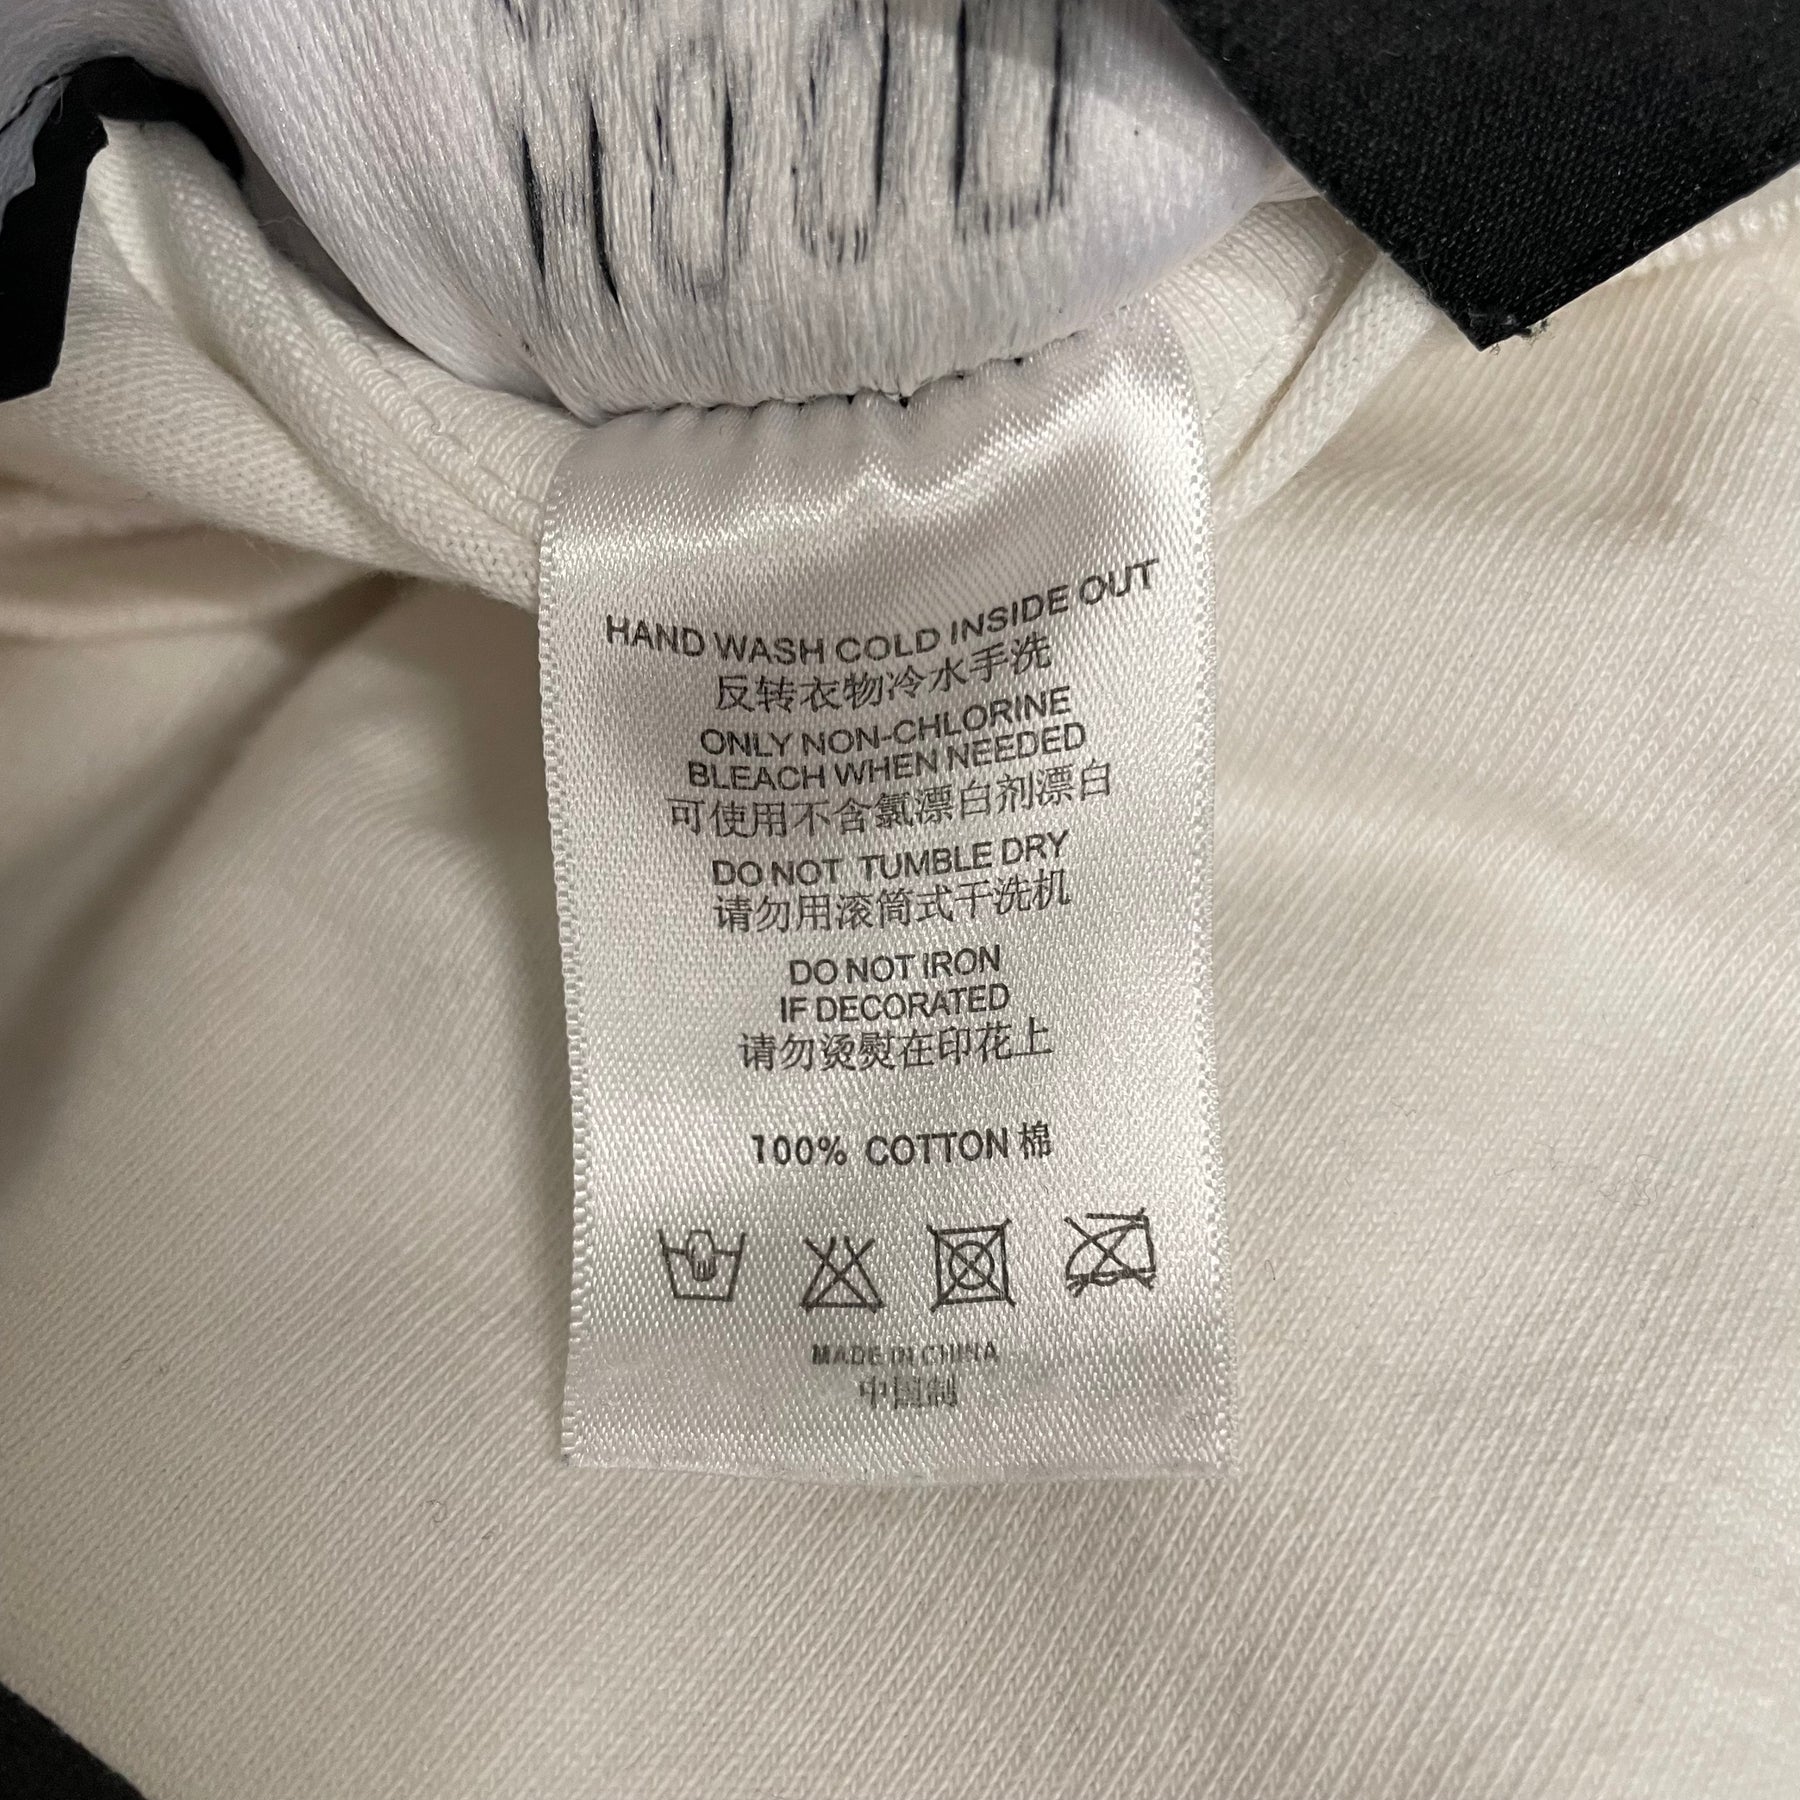 HAND WASH COLD INSIDE OUT
反转衣物冷水手洗
ONLY NON-CHLORINE
BLEACH WHEN NEEDED
可使用不含氯漂白剂漂白
DO NOT TUMBLE DRY
请勿用滚筒式干洗机
DO NOT IRON
IF DECORATED
请勿烫熨在印花上
100% COTTON 棉
MADE IN CHINA
中国制